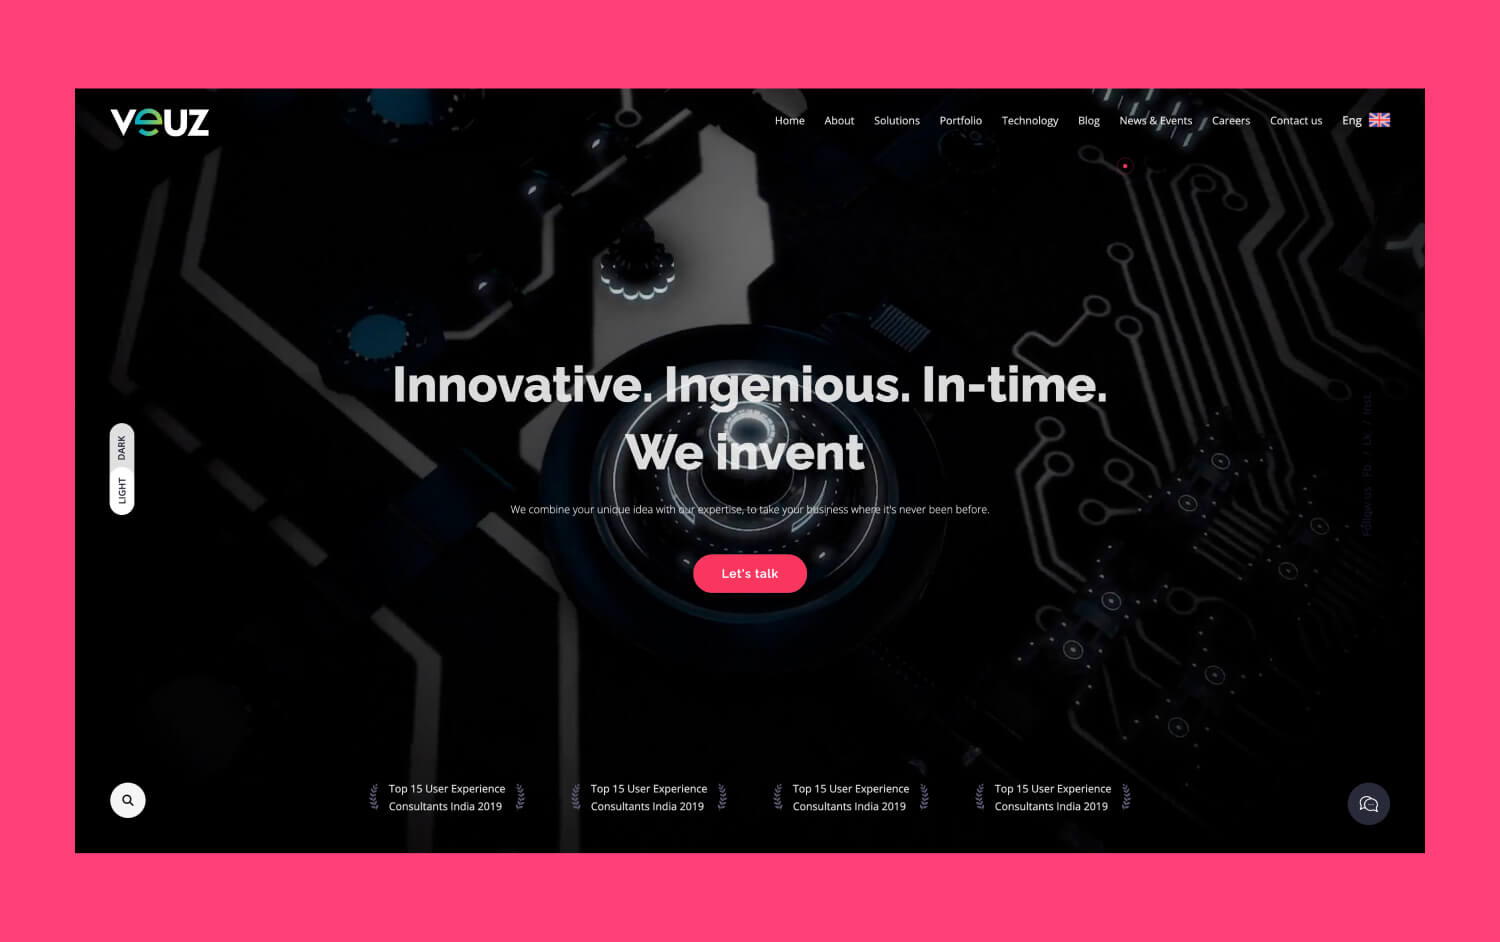 veuz
Home About Solutions Portfolio Technology Blog News & Events Careers Contact us Eng
Innovative. Ingenious. In-time.
We invent
We combine your unique idea with our expertise, to take your business where it's never been before.
Let's talk
DARK
LIGHT
Follow us Fb. / Lk. / Inst.
Top 15 User Experience
Consultants India 2019
Top 15 User Experience
Consultants India 2019
Top 15 User Experience
Consultants India 2019
Top 15 User Experience
Consultants India 2019